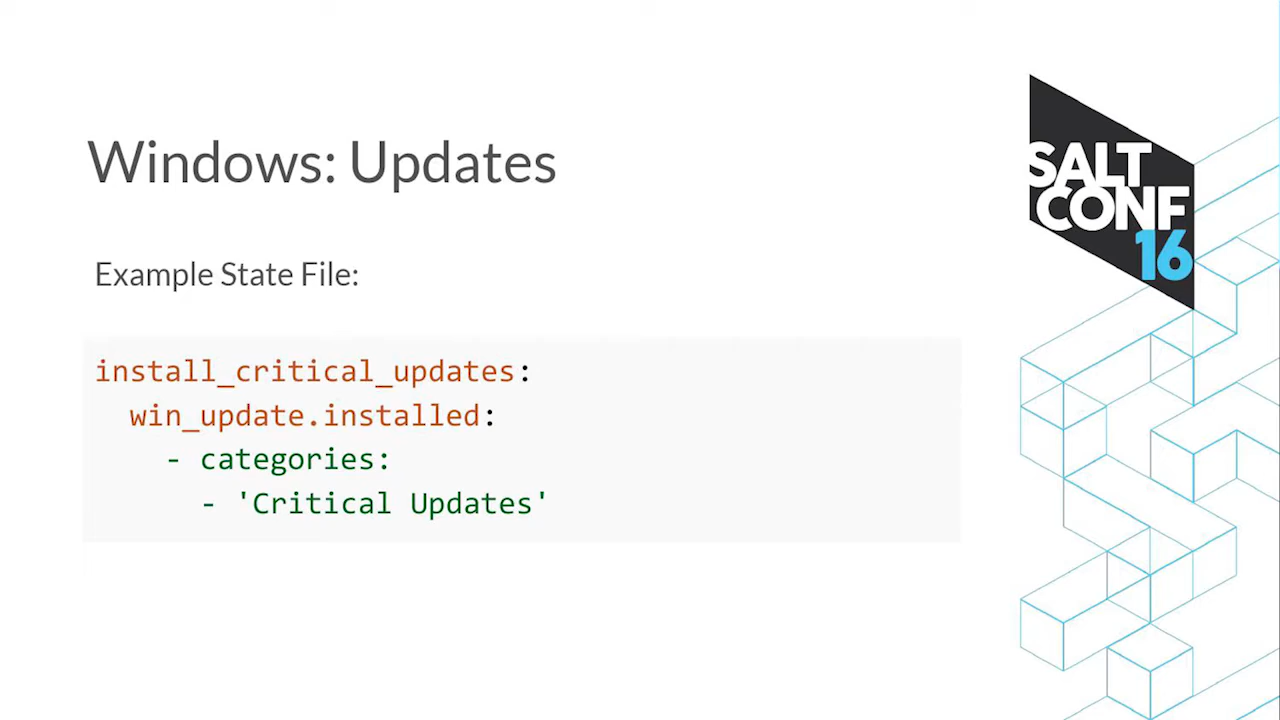 Windows: Updates
Example State File:
install_critical_updates:
  win_update.installed:
    - categories:
      - 'Critical Updates'
SALT
CONF
16